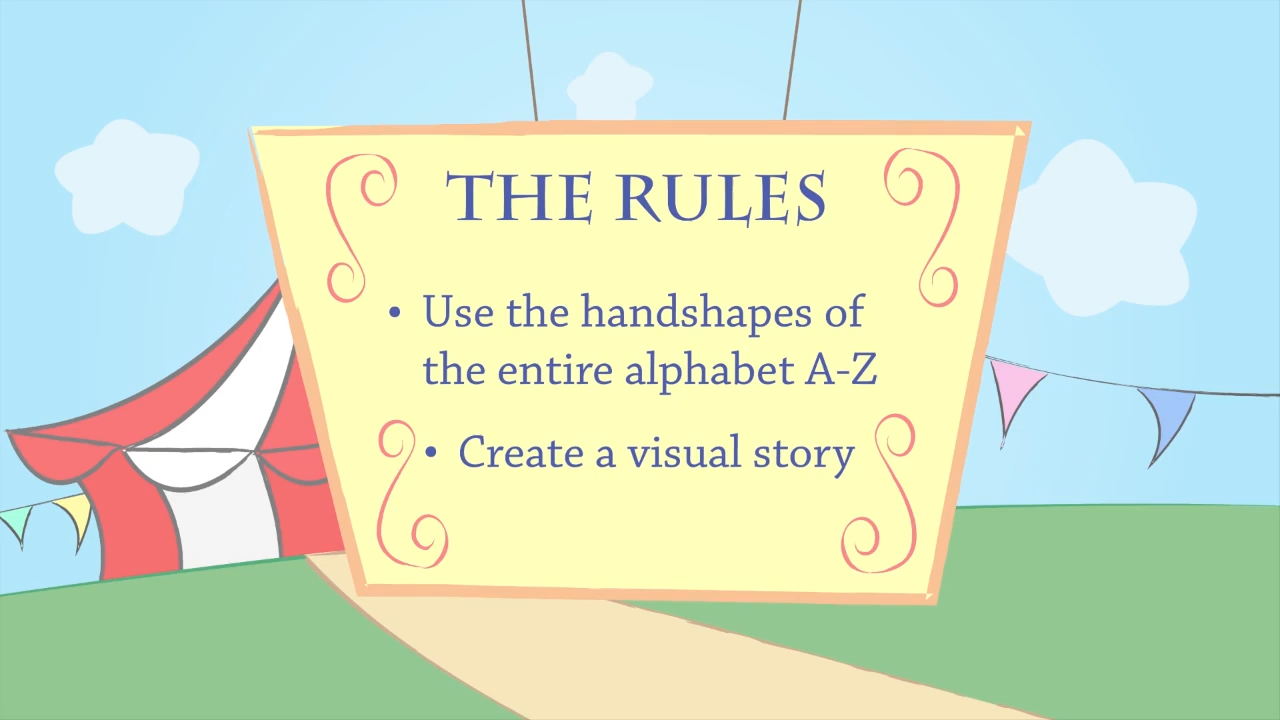 THE RULES
• Use the handshapes of
the entire alphabet A-Z
• Create a visual story